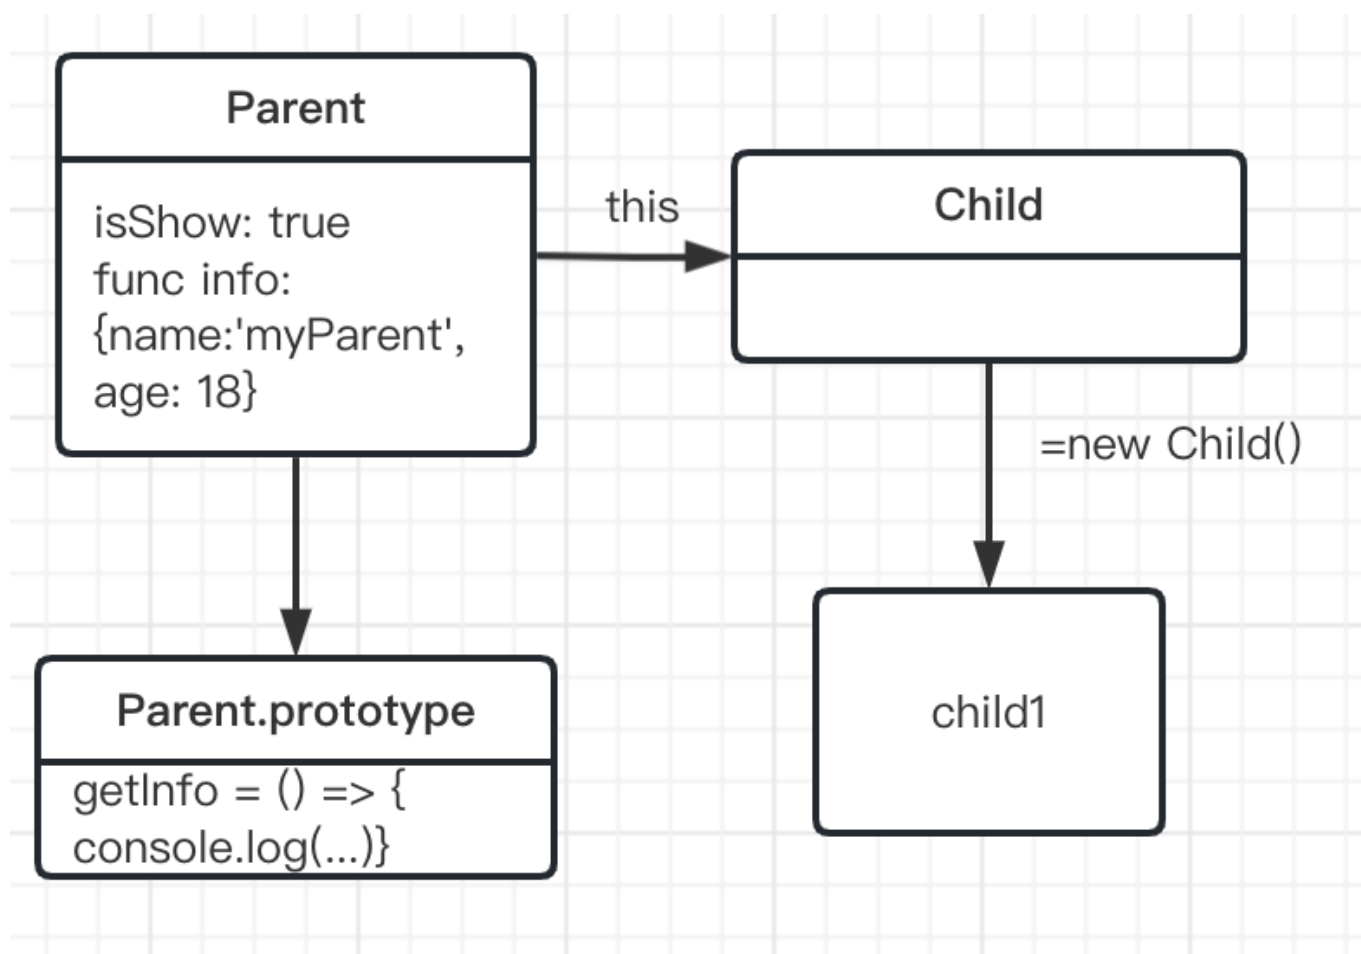 Parent
isShow: true
func info:
{name:'myParent',
age: 18}
this
Child
=new Child()
Parent.prototype
getInfo = () => {
console.log(...)}
child1